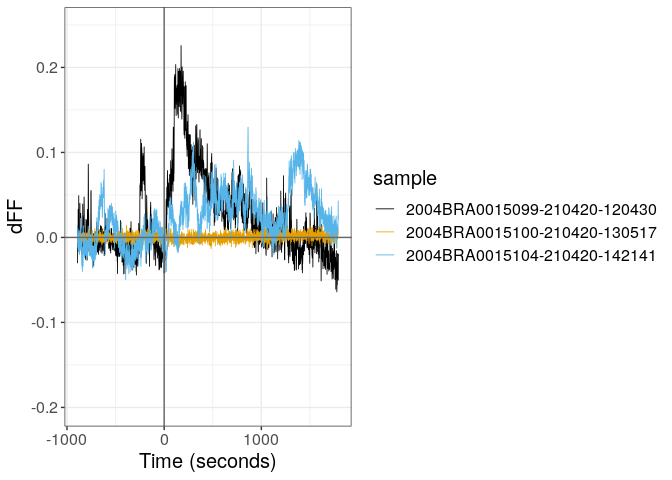 dFF
0.2
0.1
0.0
-0.1
-0.2
-1000
0
1000
Time (seconds)
sample
2004BRA0015099-210420-120430
2004BRA0015100-210420-130517
2004BRA0015104-210420-142141